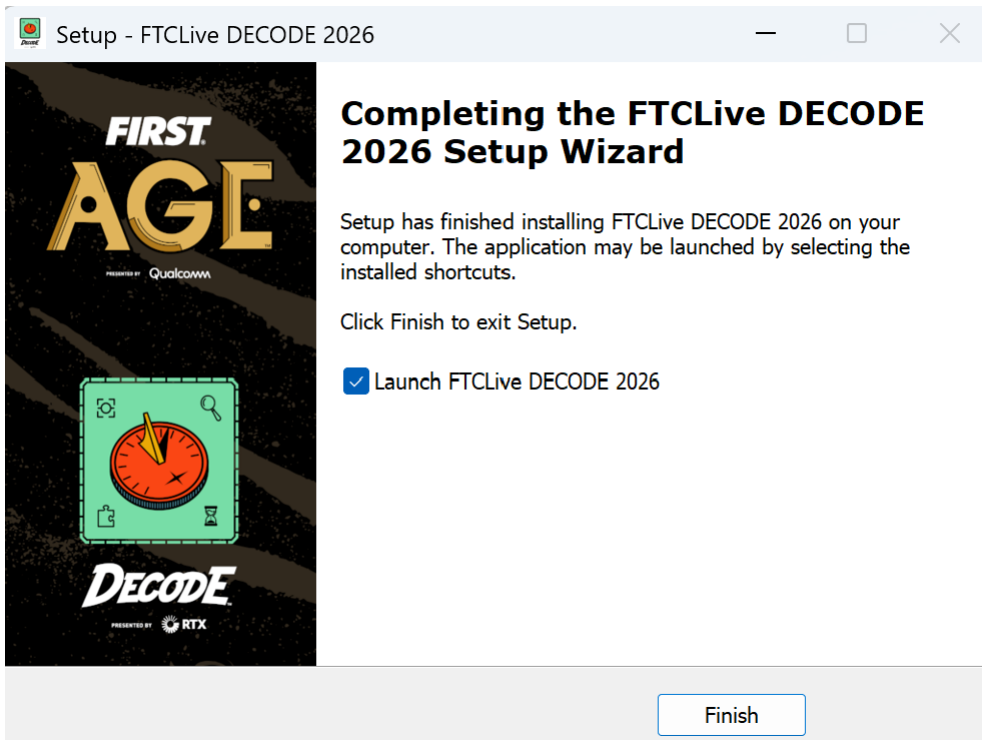 Setup - FTCLive DECODE 2026
FIRST®
AGE™
PRESENTED BY Qualcomm
DECODE™
PRESENTED BY RTX
Completing the FTCLive DECODE
2026 Setup Wizard
Setup has finished installing FTCLive DECODE 2026 on your
computer. The application may be launched by selecting the
installed shortcuts.
Click Finish to exit Setup.
Launch FTCLive DECODE 2026
Finish